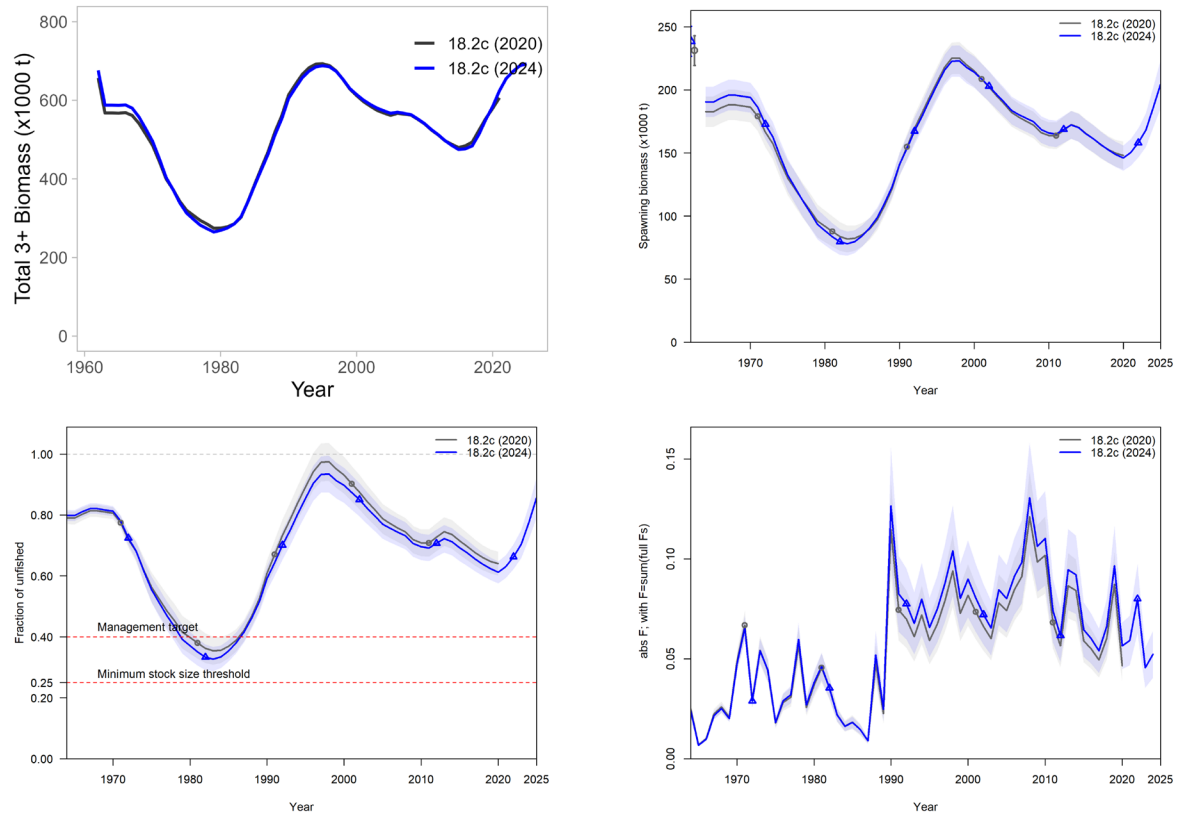 800
600
400
200
0
Total 3+ Biomass (x1000 t)
18.2c (2020)
18.2c (2024)
1960
1980
2000
2020
Year
250
200
150
100
50
0
Spawning biomass (x1000 t)
18.2c (2020)
18.2c (2024)
1970
1980
1990
2000
2010
2020
2025
Year
1.00
0.80
0.60
0.40
0.25
0.20
0.00
Fraction of unfished
18.2c (2020)
18.2c (2024)
Management target
Minimum stock size threshold
1970
1980
1990
2000
2010
2020
2025
Year
0.15
0.10
0.05
0.00
abs F; with F=sum(full Fs)
18.2c (2020)
18.2c (2024)
1970
1980
1990
2000
2010
2020
2025
Year